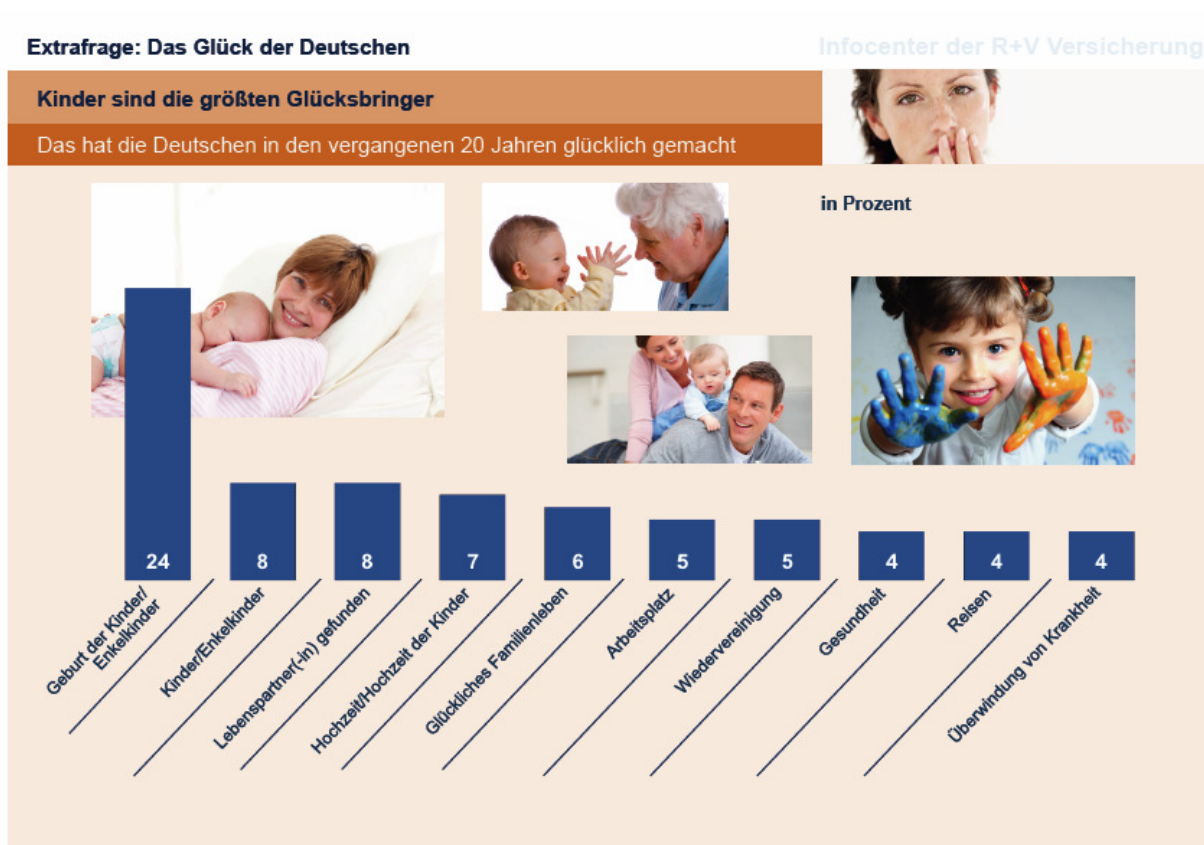 Extrafrage: Das Glück der Deutschen
Infocenter der R+V Versicherung
Kinder sind die größten Glücksbringer
Das hat die Deutschen in den vergangenen 20 Jahren glücklich gemacht
in Prozent
24
8
8
7
6
5
5
4
4
4
Geburt der Kinder/
Enkelkinder
Kinder/Enkelkinder
Lebenspartner(-in) gefunden
Hochzeit/Hochzeit der Kinder
Glückliches Familienleben
Arbeitsplatz
Wiedervereinigung
Gesundheit
Reisen
Überwindung von Krankheit